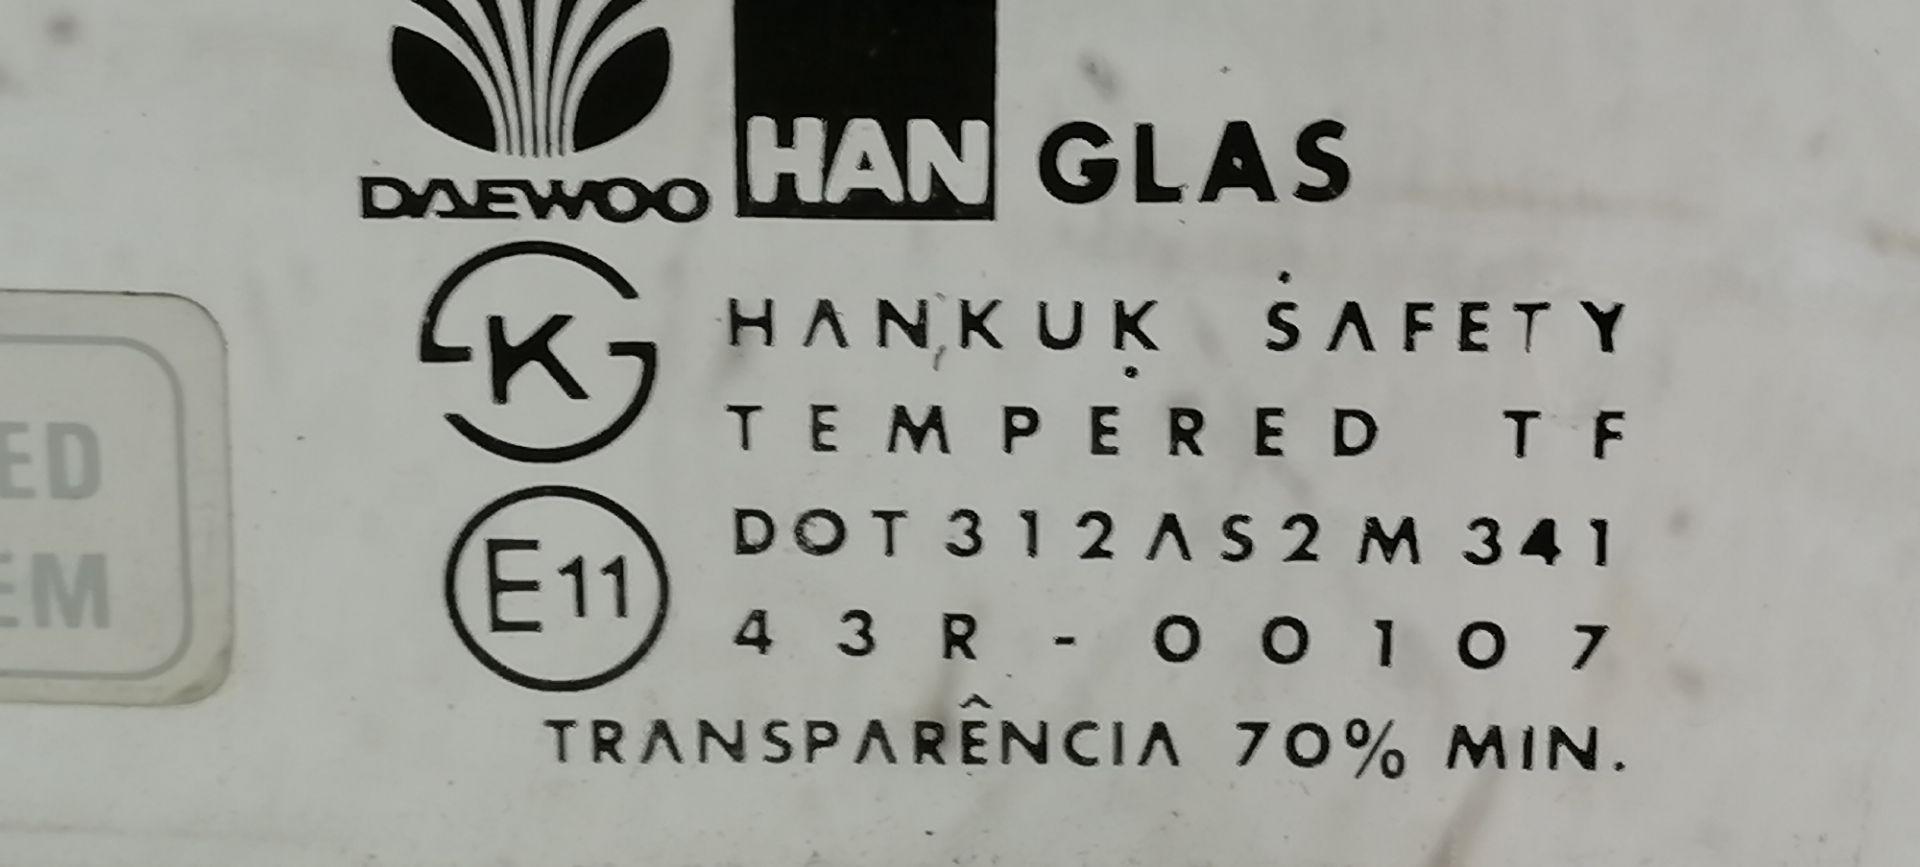 DAEWOO HAN GLAS
K HANKUK SAFETY
TEMPERED TF
E11 DOT312AS2M341
43R-00107
TRANSPARÊNCIA 70% MIN.
ED
EM